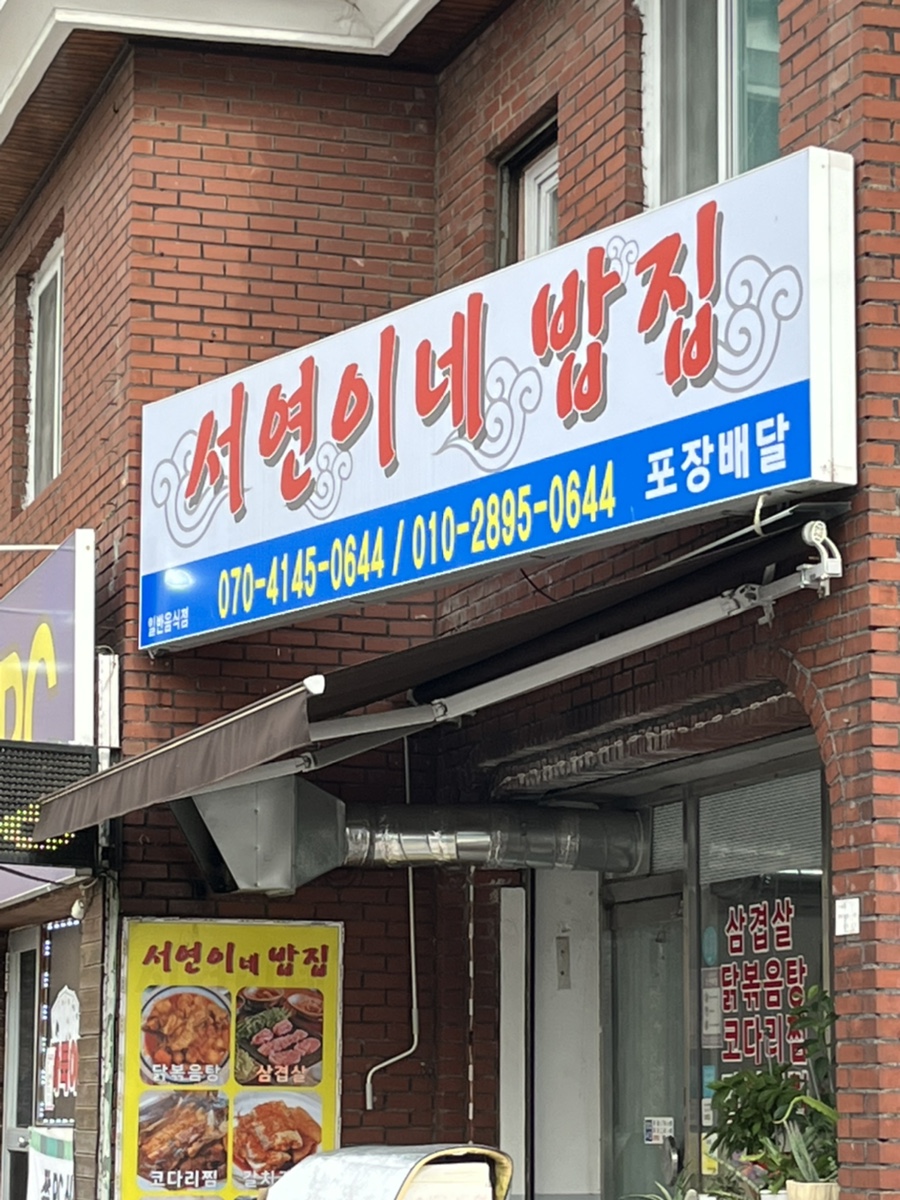 서연이네 밥집
070-4145-0644 / 010-2895-0644 포장배달
일반음식점
PC
서연이네 밥집
닭볶음탕
삼겹살
코다리찜
삼겹살
닭볶음탕
코다리찜